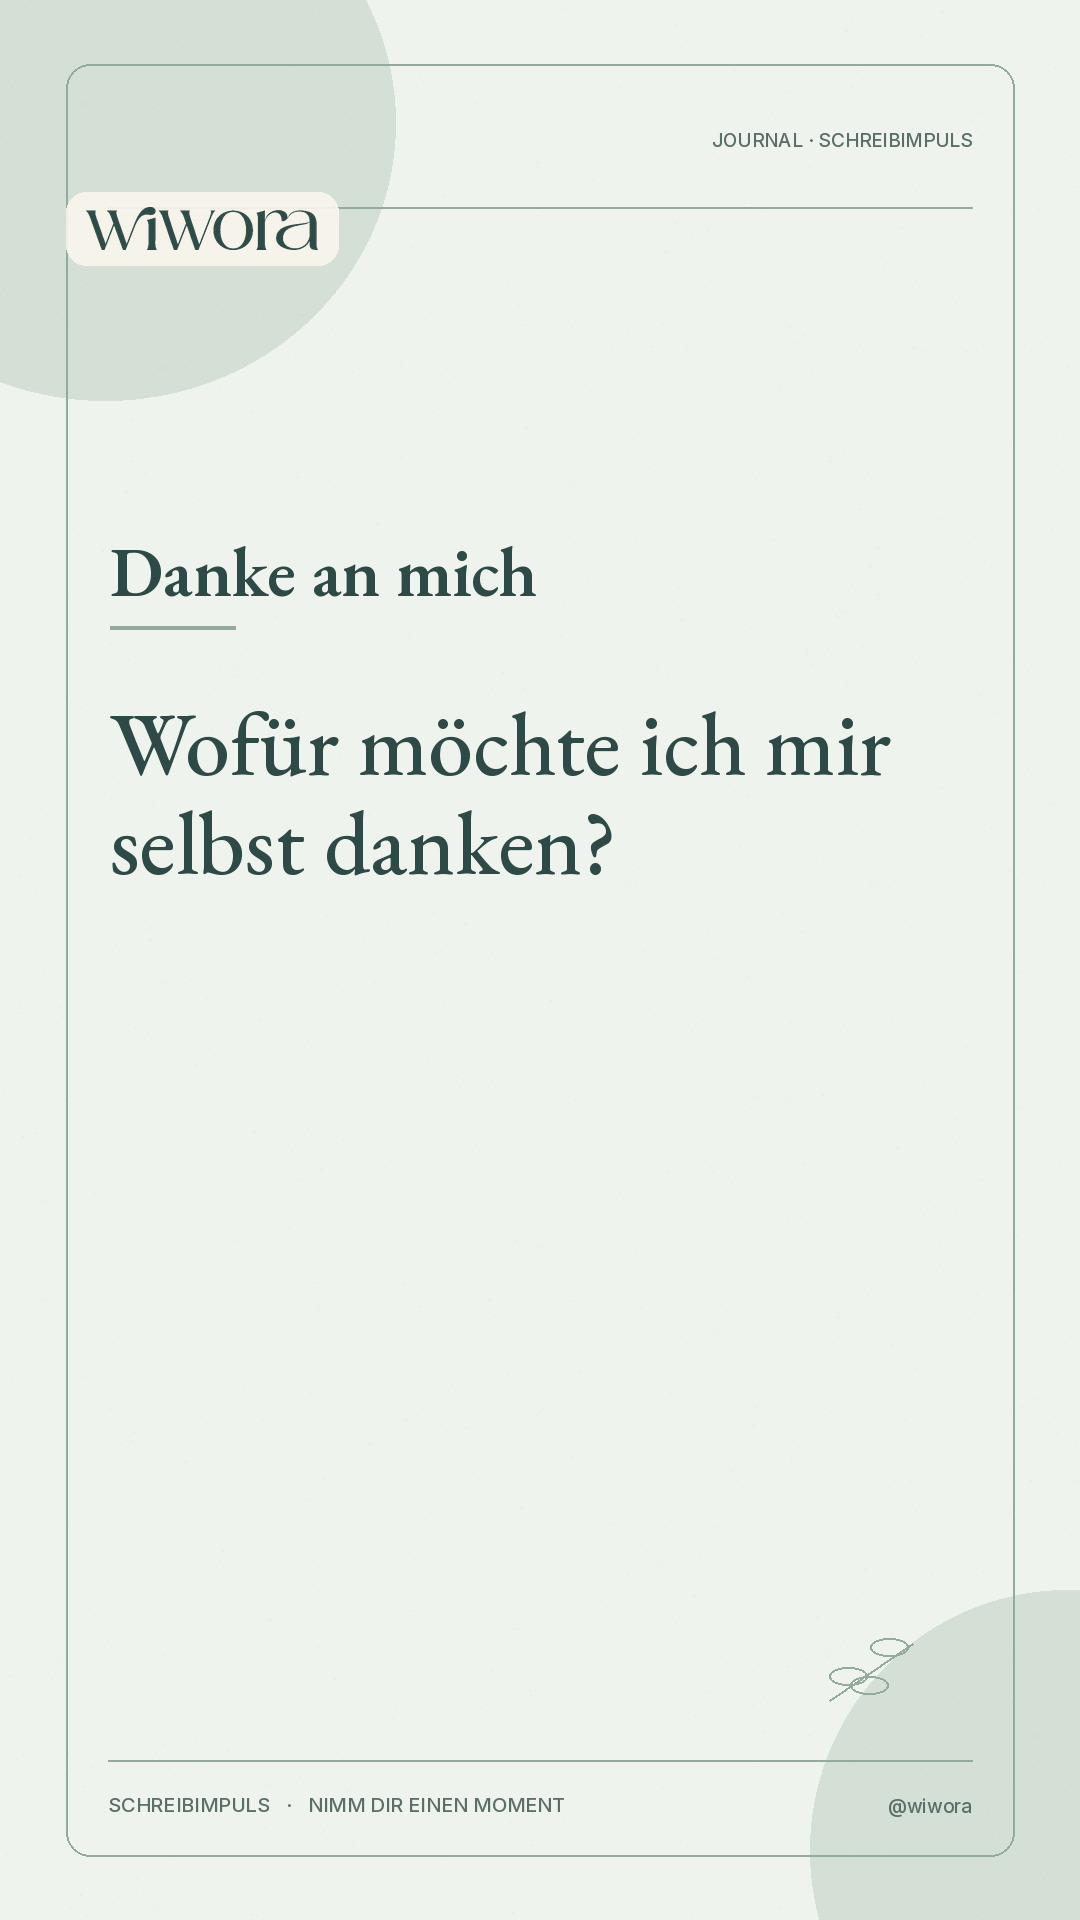 JOURNAL · SCHREIBIMPULS
wiwora
Danke an mich
Wofür möchte ich mir
selbst danken?
SCHREIBIMPULS · NIMM DIR EINEN MOMENT
@wiwora